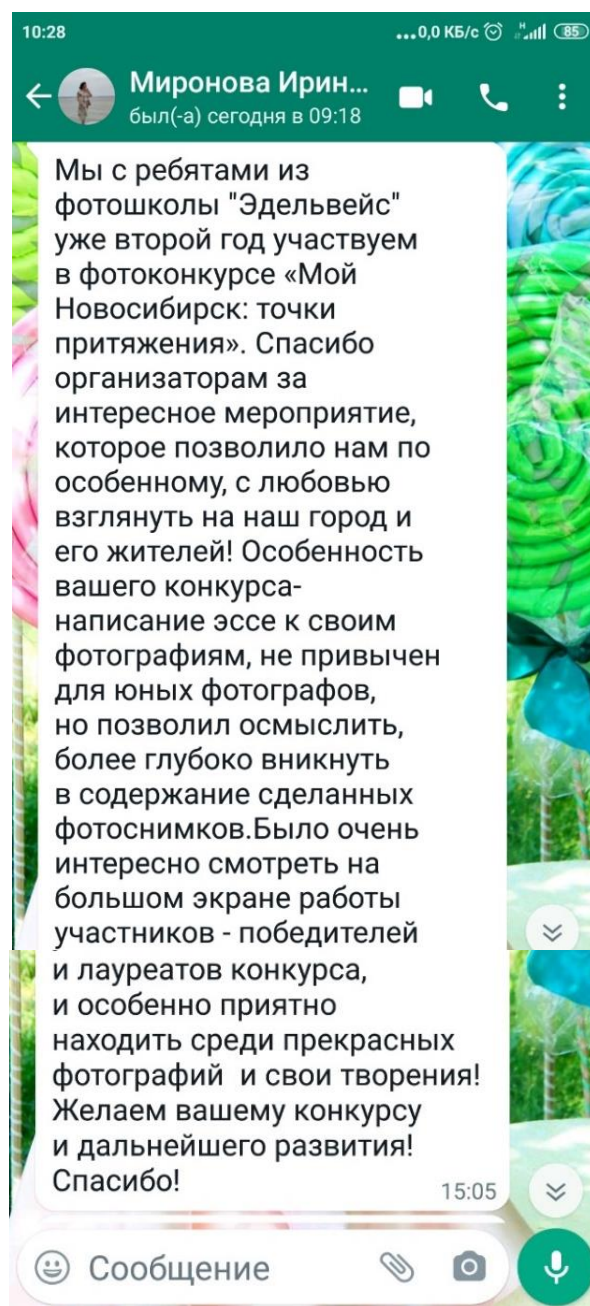 10:28
...0,0 КБ/с H 85
Миронова Ирин...
был(-а) сегодня в 09:18
Мы с ребятами из
фотошколы "Эдельвейс"
уже второй год участвуем
в фотоконкурсе «Мой
Новосибирск: точки
притяжения». Спасибо
организаторам за
интересное мероприятие,
которое позволило нам по
особенному, с любовью
взглянуть на наш город и
его жителей! Особенность
вашего конкурса-
написание эссе к своим
фотографиям, не привычен
для юных фотографов,
но позволил осмыслить,
более глубоко вникнуть
в содержание сделанных
фотоснимков.Было очень
интересно смотреть на
большом экране работы
участников - победителей
и лауреатов конкурса,
и особенно приятно
находить среди прекрасных
фотографий  и свои творения!
Желаем вашему конкурсу
и дальнейшего развития!
Спасибо!
15:05
Сообщение